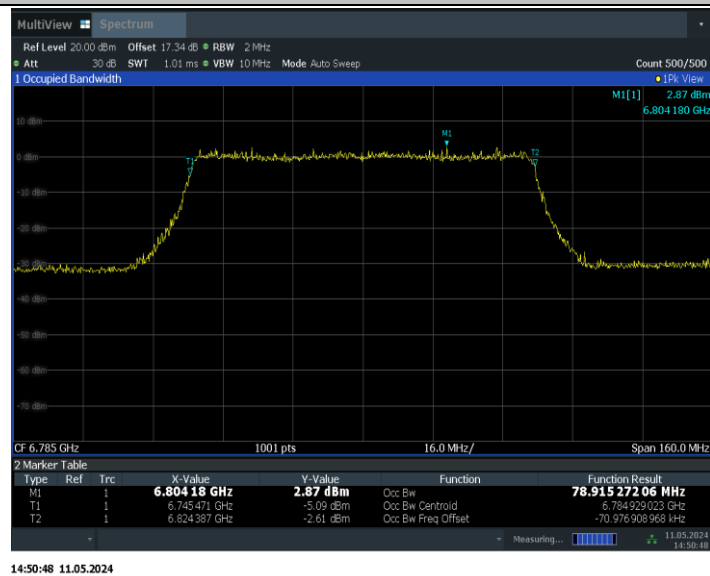 MultiView Spectrum
Ref Level 20.00 dBm Offset 17.34 dB RBW 2 MHz
Att 30 dB SWT 1.01 ms VBW 10 MHz Mode Auto Sweep Count 500/500
1 Occupied Bandwidth 1Pk View
M1[1] 2.87 dBm
6.804 180 GHz
10 dBm
M1
0 dBm
T1
T2
-10 dBm
-20 dBm
-30 dBm
-40 dBm
-50 dBm
-60 dBm
-70 dBm
CF 6.785 GHz 1001 pts 16.0 MHz/ Span 160.0 MHz
2 Marker Table
Type Ref Trc X-Value Y-Value Function Function Result
M1 1 6.804 18 GHz 2.87 dBm Occ Bw 78.915 272 06 MHz
T1 1 6.745 471 GHz -5.09 dBm Occ Bw Centroid 6.784 929 023 GHz
T2 1 6.824 387 GHz -2.61 dBm Occ Bw Freq Offset -70.976 908 968 kHz
Measuring... 11.05.2024
14:50:48
14:50:48 11.05.2024